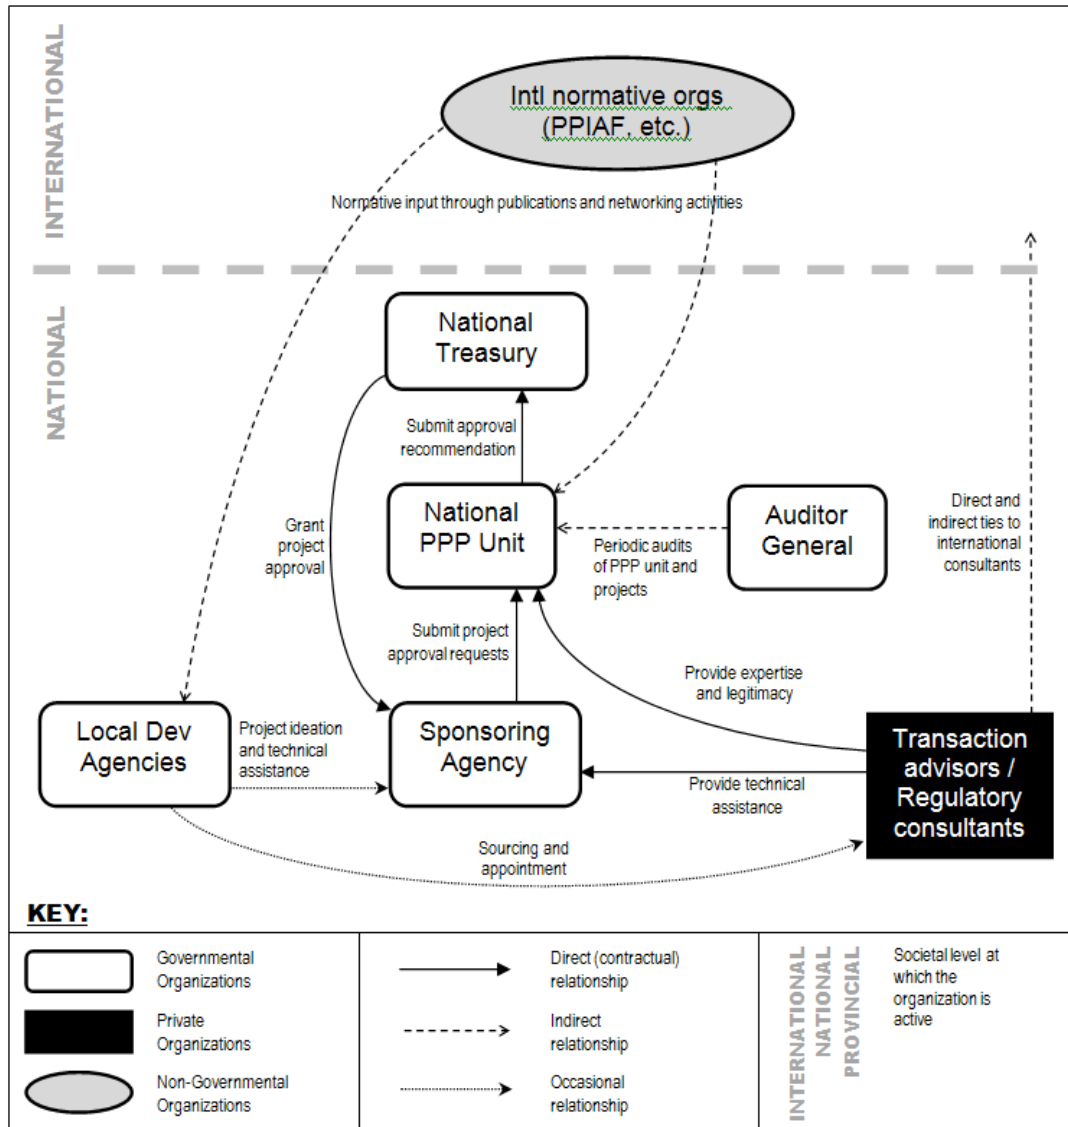 INTERNATIONAL
Intl normative orgs
(PPIAF, etc.)
Normative input through publications and networking activities
NATIONAL
National
Treasury
Submit approval
recommendation
Grant
project
approval
National
PPP Unit
Periodic audits
of PPP unit and
projects
Auditor
General
Direct and
indirect ties to
international
consultants
Submit project
approval requests
Provide expertise
and legitimacy
Local Dev
Agencies
Project ideation
and technical
assistance
Sponsoring
Agency
Provide technical
assistance
Transaction
advisors /
Regulatory
consultants
Sourcing and
appointment
KEY:
Governmental
Organizations
Private
Organizations
Non-Governmental
Organizations
Direct (contractual)
relationship
Indirect
relationship
Occasional
relationship
INTERNATIONAL
NATIONAL
PROVINCIAL
Societal level at
which the
organization is
active